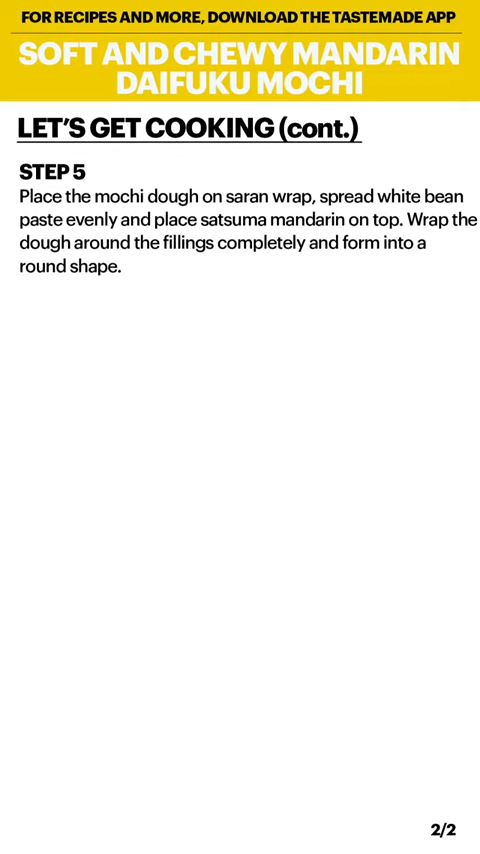 FOR RECIPES AND MORE, DOWNLOAD THE TASTEMADE APP
SOFT AND CHEWY MANDARIN
DAIFUKU MOCHI
LET'S GET COOKING (cont.)
STEP 5
Place the mochi dough on saran wrap, spread white bean
paste evenly and place satsuma mandarin on top. Wrap the
dough around the fillings completely and form into a
round shape.
2/2